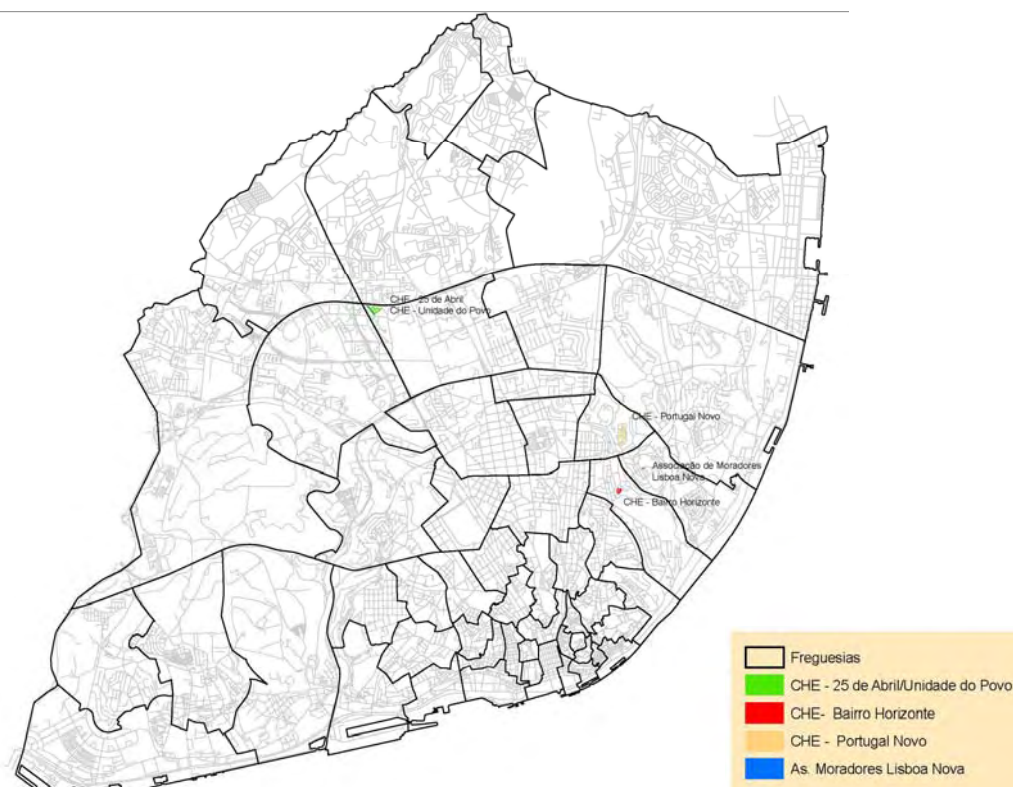 CHE - 25 de Abril
CHE - Unidade do Povo
CHE - Portugal Novo
Associação de Moradores
Lisboa Nova
CHE - Bairro Horizonte
Freguesias
CHE - 25 de Abril/Unidade do Povo
CHE- Bairro Horizonte
CHE - Portugal Novo
As. Moradores Lisboa Nova